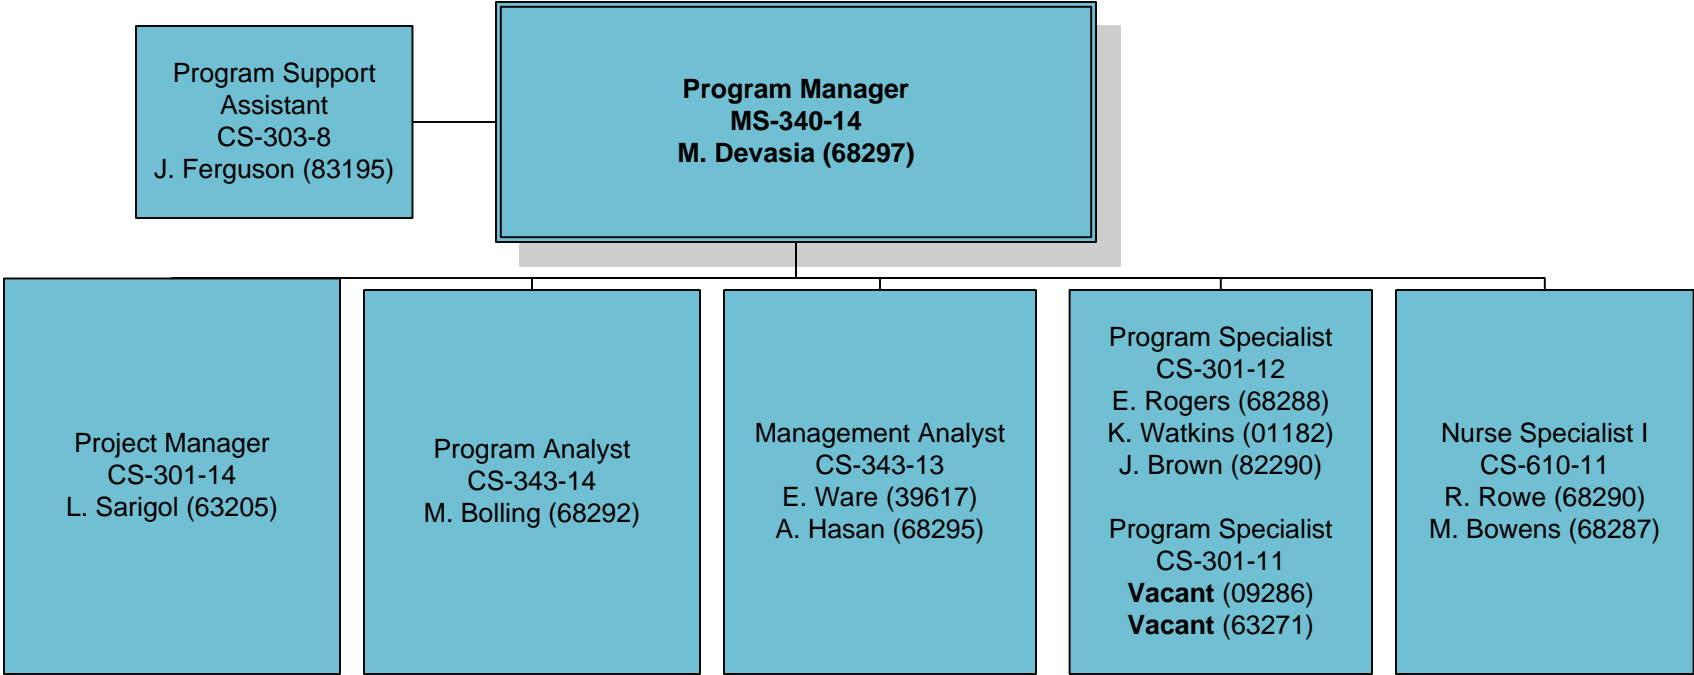 Program Support
Assistant
CS-303-8
J. Ferguson (83195)
Program Manager
MS-340-14
M. Devasia (68297)
Project Manager
CS-301-14
L. Sarigol (63205)
Program Analyst
CS-343-14
M. Bolling (68292)
Management Analyst
CS-343-13
E. Ware (39617)
A. Hasan (68295)
Program Specialist
CS-301-12
E. Rogers (68288)
K. Watkins (01182)
J. Brown (82290)
Program Specialist
CS-301-11
Vacant (09286)
Vacant (63271)
Nurse Specialist I
CS-610-11
R. Rowe (68290)
M. Bowens (68287)